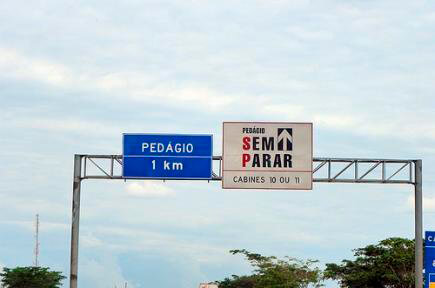 PEDÁGIO
1 km
PEDÁGIO
SEM
PARAR
CABINES 10 OU 11